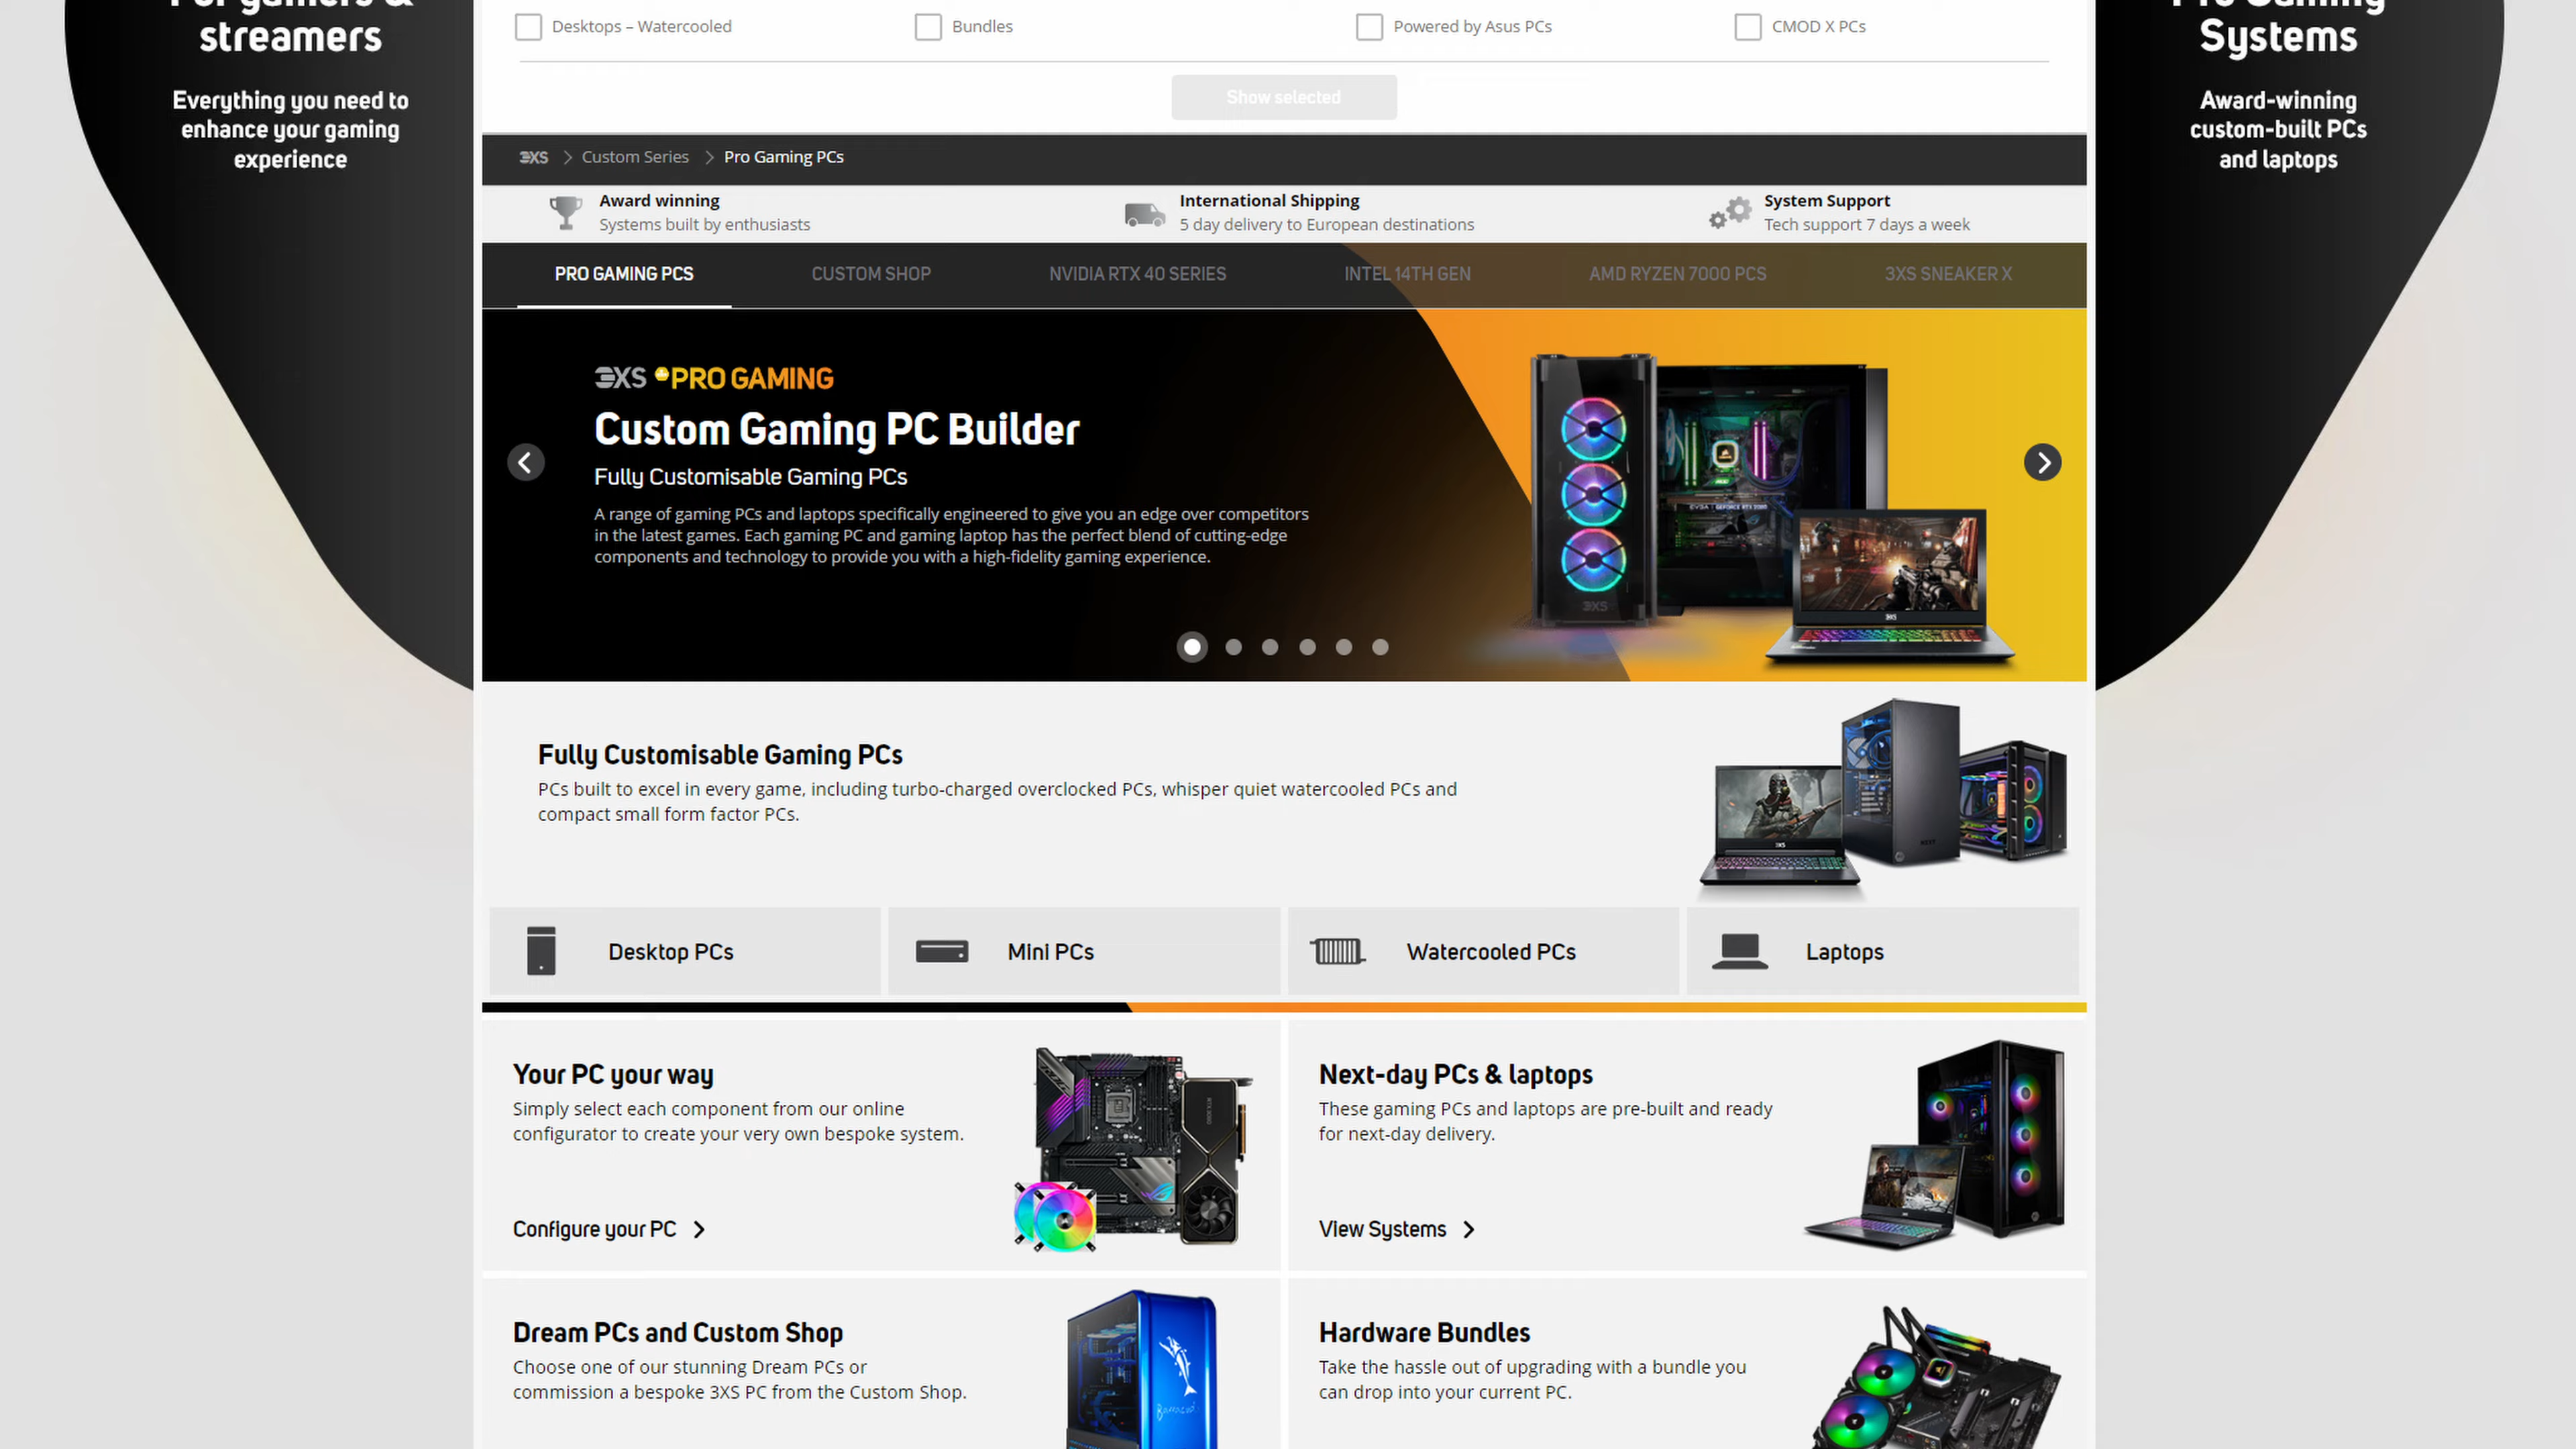 streamers
Everything you need to
enhance your gaming
experience
Systems
Award-winning
custom-built PCs
and laptops
Desktops – Watercooled
Bundles
Powered by Asus PCs
CMOD X PCs
Show selected
3XS
Custom Series
Pro Gaming PCs
Award winning
Systems built by enthusiasts
International Shipping
5 day delivery to European destinations
System Support
Tech support 7 days a week
PRO GAMING PCS
CUSTOM SHOP
NVIDIA RTX 40 SERIES
INTEL 14TH GEN
AMD RYZEN 7000 PCS
3XS SNEAKER X
3XS PRO GAMING
Custom Gaming PC Builder
Fully Customisable Gaming PCs
A range of gaming PCs and laptops specifically engineered to give you an edge over competitors
in the latest games. Each gaming PC and gaming laptop has the perfect blend of cutting-edge
components and technology to provide you with a high-fidelity gaming experience.
3XS
Fully Customisable Gaming PCs
PCs built to excel in every game, including turbo-charged overclocked PCs, whisper quiet watercooled PCs and
compact small form factor PCs.
Desktop PCs
Mini PCs
Watercooled PCs
Laptops
Your PC your way
Simply select each component from our online
configurator to create your very own bespoke system.
Configure your PC
Next-day PCs & laptops
These gaming PCs and laptops are pre-built and ready
for next-day delivery.
View Systems
Dream PCs and Custom Shop
Choose one of our stunning Dream PCs or
commission a bespoke 3XS PC from the Custom Shop.
Hardware Bundles
Take the hassle out of upgrading with a bundle you
can drop into your current PC.